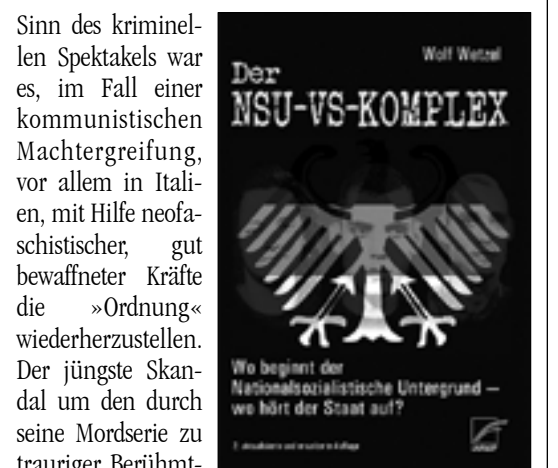 Sinn des kriminel-
len Spektakels war
es, im Fall einer
kommunistischen
Machtergreifung,
vor allem in Itali-
en, mit Hilfe neofa-
schistischer, gut
bewaffneter Kräfte
die »Ordnung«
wiederherzustellen.
Der jüngste Skan-
dal um den durch
seine Mordserie zu
trauriger Berühmt-
Wolf Wetzel
Der
NSU-VS-KOMPLEX
Wo beginnt der
Nationalsozialistische Untergrund –
wo hört der Staat auf?